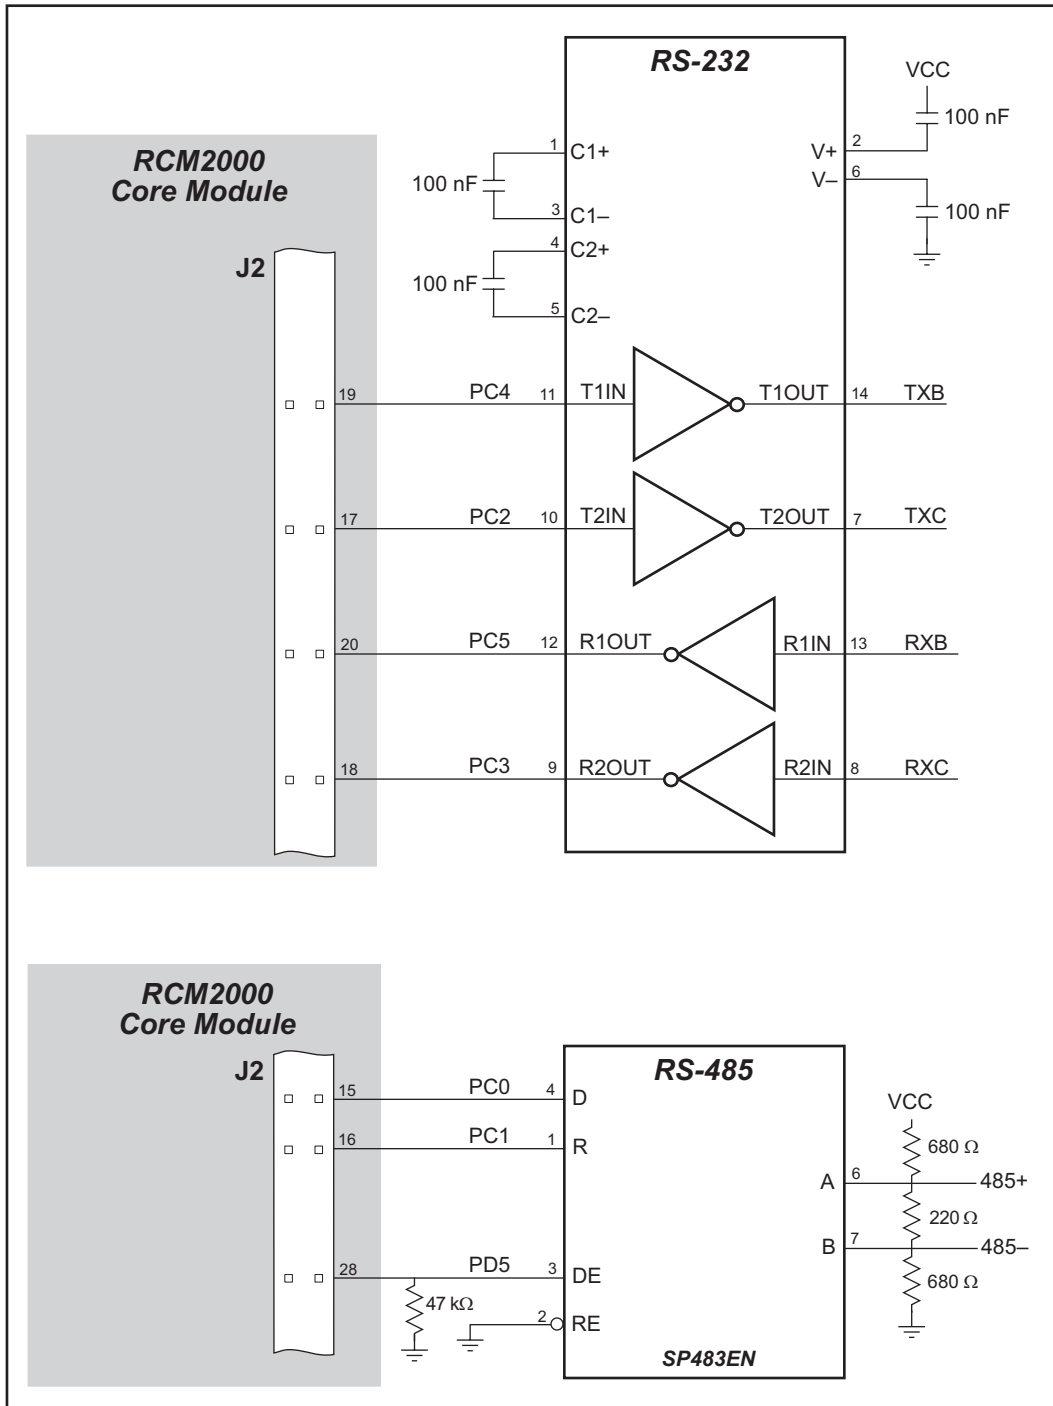 RS-232
VCC
100 nF
RCM2000
Core Module
1 C1+
V+ 2
V– 6
100 nF
3 C1–
100 nF
4 C2+
J2
100 nF
5 C2–
19 PC4 11 T1IN T1OUT 14 TXB
17 PC2 10 T2IN T2OUT 7 TXC
20 PC5 12 R1OUT R1IN 13 RXB
18 PC3 9 R2OUT R2IN 8 RXC
RCM2000
Core Module
J2
RS-485
15 PC0 4 D
VCC
16 PC1 1 R
680 Ω
A 6 485+
220 Ω
B 7 485–
28 PD5 3 DE
680 Ω
47 kΩ
2 RE
SP483EN